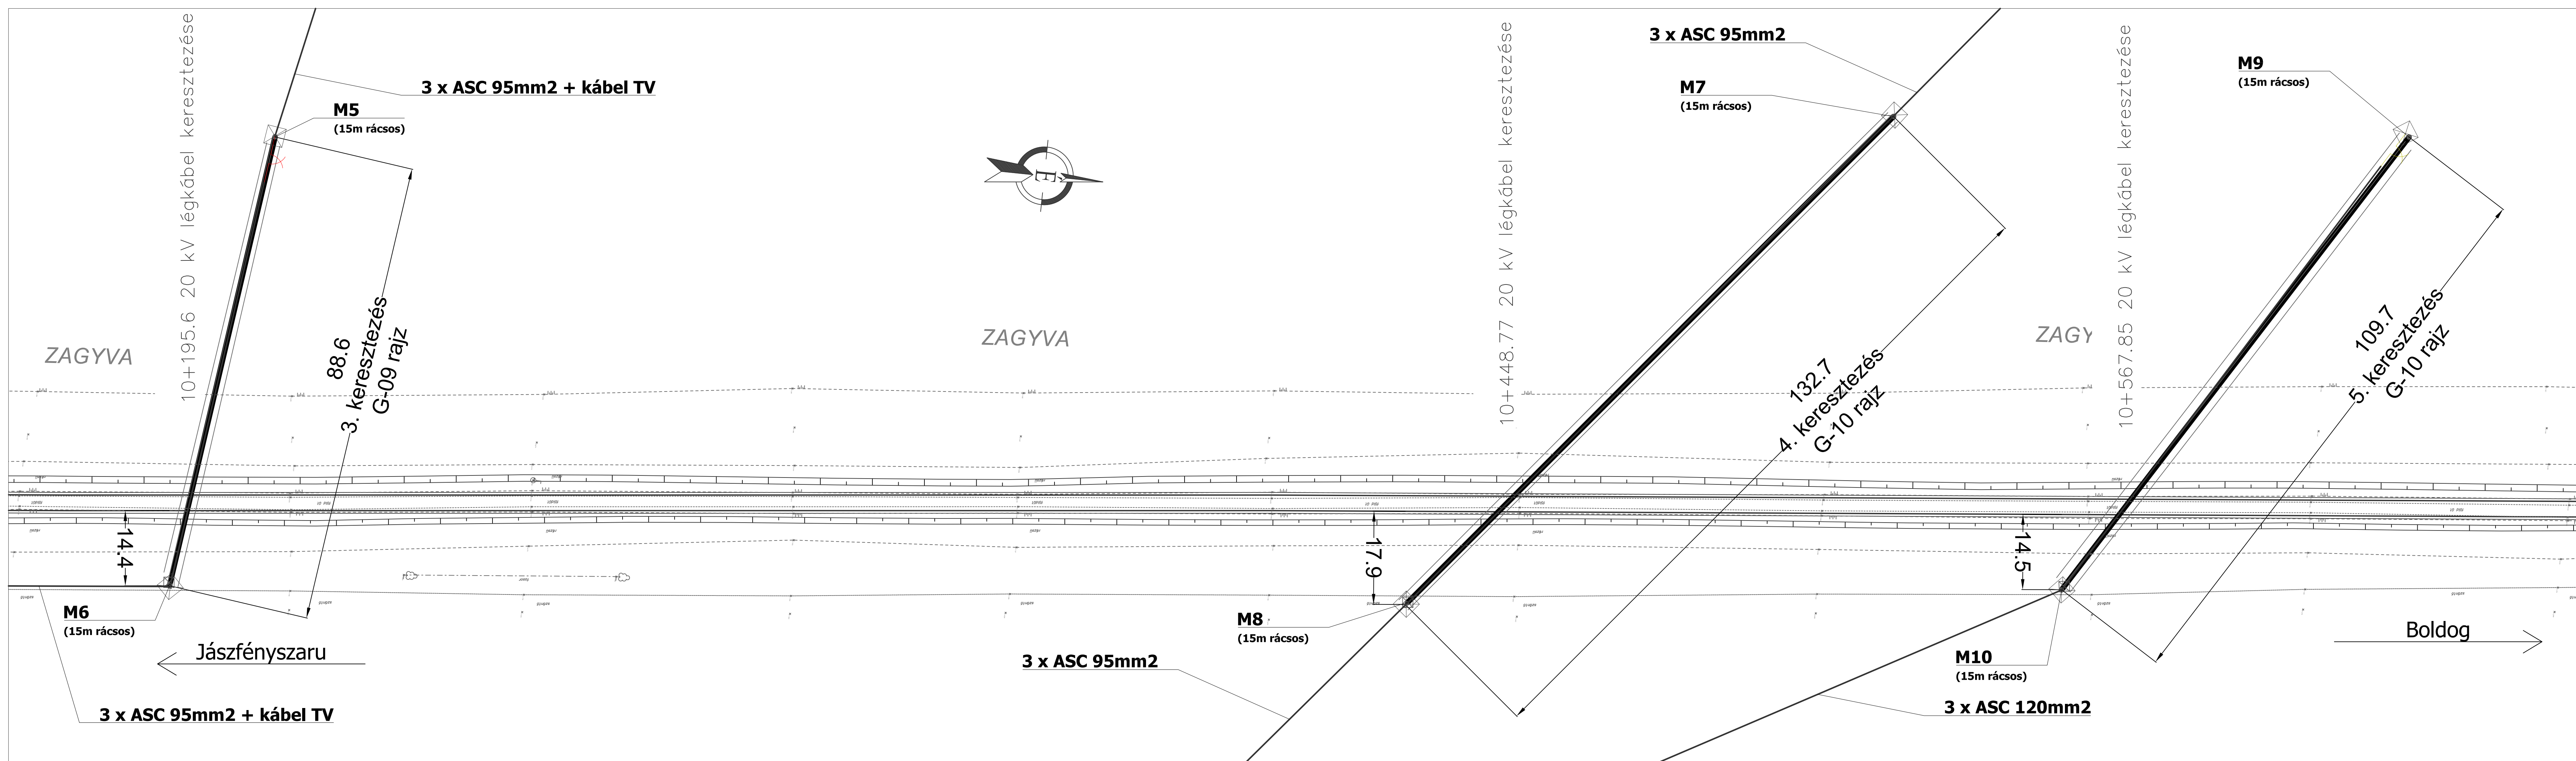 10+195.6 20 kV légkábel keresztezése
3 x ASC 95mm2 + kábel TV
M5
(15m rácsos)
88.6
3. keresztezés
G-09 rajz
ZAGYVA
14.4
M6
(15m rácsos)
Jászfényszaru
3 x ASC 95mm2 + kábel TV
É
ZAGYVA
10+448.77 20 kV légkábel keresztezése
3 x ASC 95mm2
M7
(15m rácsos)
132.7
4. keresztezés
G-10 rajz
17.9
M8
(15m rácsos)
3 x ASC 95mm2
ZAGY
10+567.85 20 kV légkábel keresztezése
M9
(15m rácsos)
109.7
5. keresztezés
G-10 rajz
14.5
M10
(15m rácsos)
3 x ASC 120mm2
Boldog